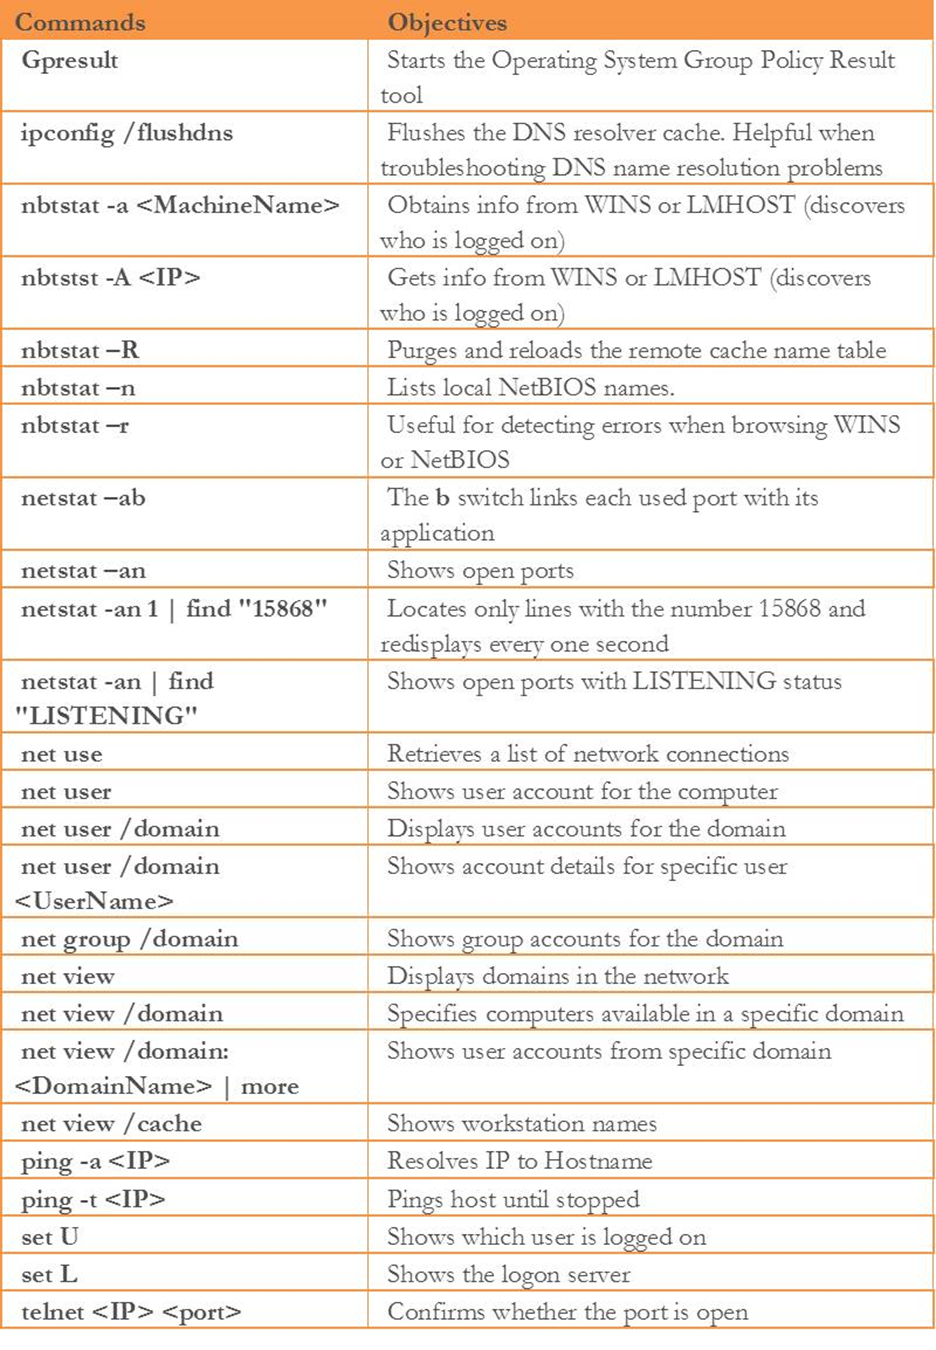 Commands Objectives
Gpresult Starts the Operating System Group Policy Result
tool
ipconfig /flushdns Flushes the DNS resolver cache. Helpful when
troubleshooting DNS name resolution problems
nbtstat -a <MachineName> Obtains info from WINS or LMHOST (discovers
who is logged on)
nbtstst -A <IP> Gets info from WINS or LMHOST (discovers
who is logged on)
nbtstat –R Purges and reloads the remote cache name table
nbtstat –n Lists local NetBIOS names.
nbtstat –r Useful for detecting errors when browsing WINS
or NetBIOS
netstat –ab The b switch links each used port with its
application
netstat –an Shows open ports
netstat -an 1 | find "15868" Locates only lines with the number 15868 and
redisplays every one second
netstat -an | find Shows open ports with LISTENING status
"LISTENING"
net use Retrieves a list of network connections
net user Shows user account for the computer
net user /domain Displays user accounts for the domain
net user /domain Shows account details for specific user
<UserName>
net group /domain Shows group accounts for the domain
net view Displays domains in the network
net view /domain Specifies computers available in a specific domain
net view /domain: Shows user accounts from specific domain
<DomainName> | more
net view /cache Shows workstation names
ping -a <IP> Resolves IP to Hostname
ping -t <IP> Pings host until stopped
set U Shows which user is logged on
set L Shows the logon server
telnet <IP> <port> Confirms whether the port is open